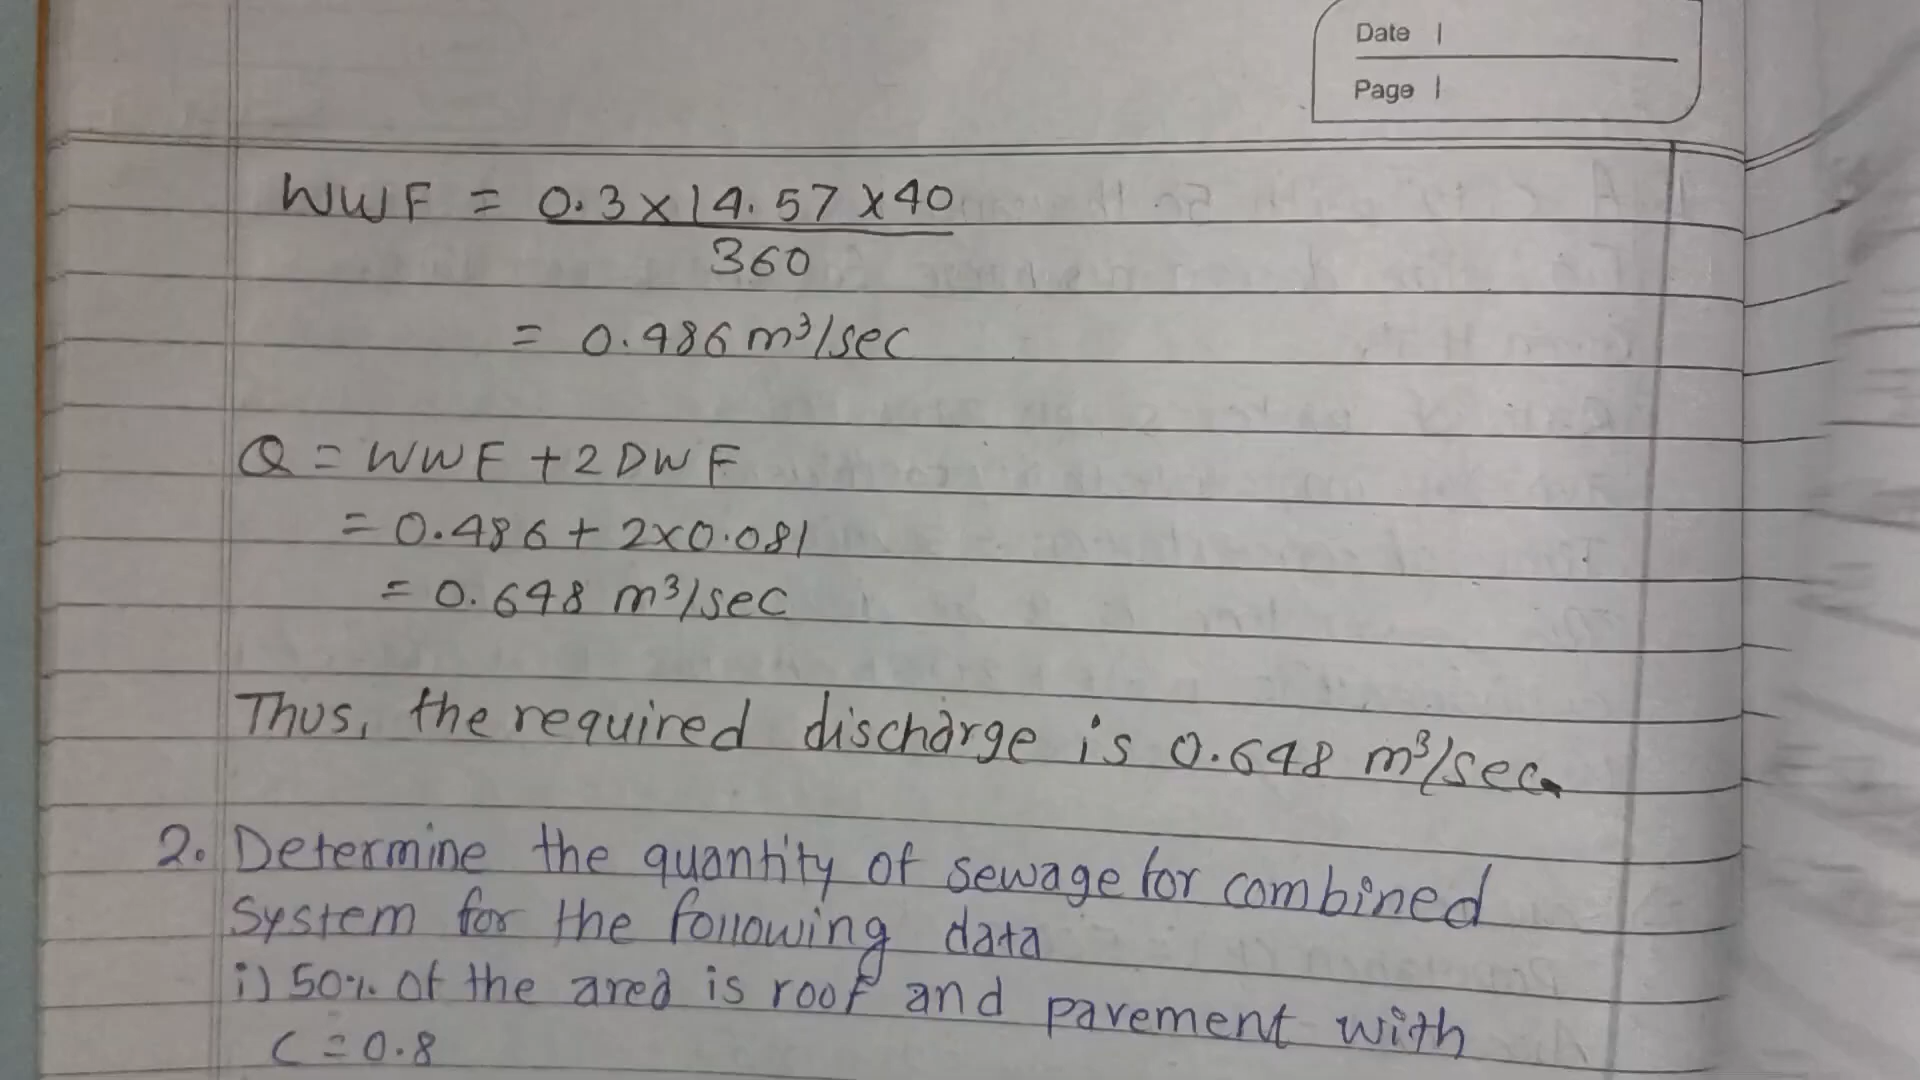 Date
Page
WWF = 0.3 x 14.57 x 40
360
= 0.486 m³/sec
Q = WWF + 2 DWF
= 0.486 + 2x0.081
= 0.648 m³/sec
Thus, the required discharge is 0.648 m³/sec.
2. Determine the quantity of sewage for combined
System for the following data
i) 50% of the area is roof and pavement with
C = 0.8